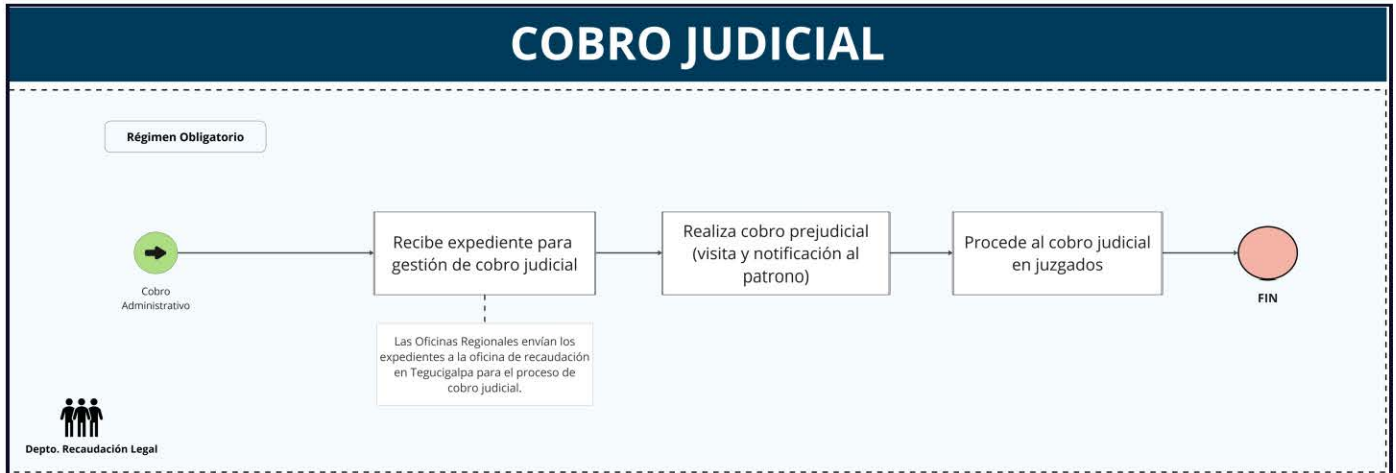 COBRO JUDICIAL
Régimen Obligatorio
Cobro
Administrativo
Recibe expediente para
gestión de cobro judicial
Las Oficinas Regionales envían los
expedientes a la oficina de recaudación
en Tegucigalpa para el proceso de
cobro judicial.
Realiza cobro prejudicial
(visita y notificación al
patrono)
Procede al cobro judicial
en juzgados
FIN
Depto. Recaudación Legal